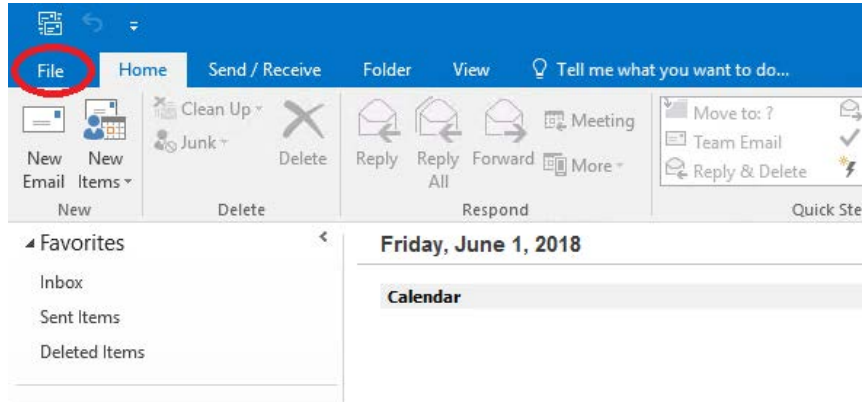 File Home Send / Receive Folder View Tell me what you want to do...
Clean Up
Junk
New Email
New Items
Delete
Reply
Reply All
Forward
Meeting
More
Move to: ?
Team Email
Reply & Delete
New Delete Respond Quick Ste
Favorites
Inbox
Sent Items
Deleted Items
Friday, June 1, 2018
Calendar